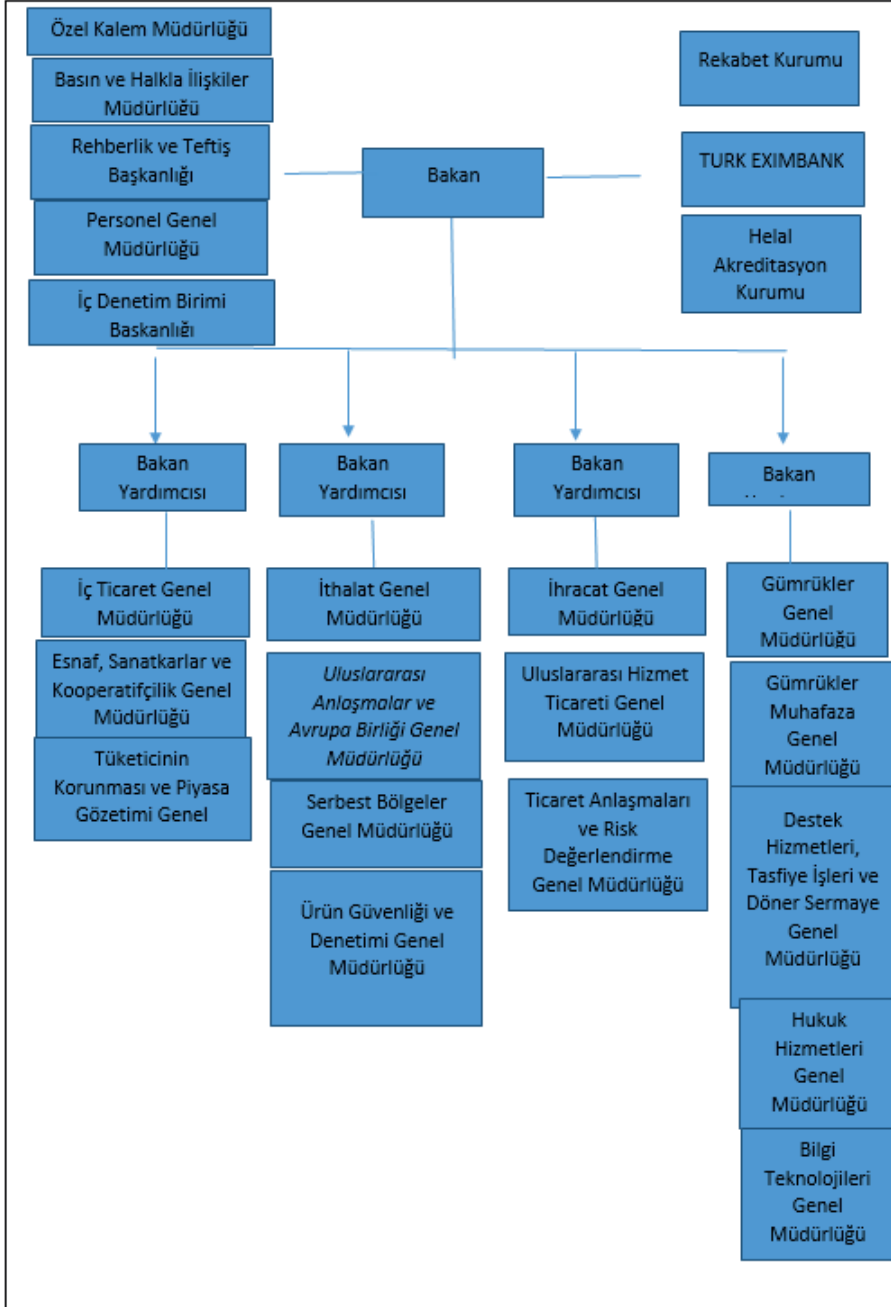 Özel Kalem Müdürlüğü
Basın ve Halkla İlişkiler
Müdürlüğü
Rehberlik ve Teftiş
Başkanlığı
Personel Genel
Müdürlüğü
İç Denetim Birimi
Baskanlığı
Bakan
Rekabet Kurumu
TURK EXIMBANK
Helal
Akreditasyon
Kurumu
Bakan
Yardımcısı
Bakan
Yardımcısı
Bakan
Yardımcısı
Bakan
İç Ticaret Genel
Müdürlüğü
Esnaf, Sanatkarlar ve
Kooperatifçilik Genel
Müdürlüğü
Tüketicinin
Korunması ve Piyasa
Gözetimi Genel
İthalat Genel
Müdürlüğü
Uluslararası
Anlaşmalar ve
Avrupa Birliği Genel
Müdürlüğü
Serbest Bölgeler
Genel Müdürlüğü
Ürün Güvenliği ve
Denetimi Genel
Müdürlüğü
İhracat Genel
Müdürlüğü
Uluslararası Hizmet
Ticareti Genel
Müdürlüğü
Ticaret Anlaşmaları
ve Risk
Değerlendirme
Genel Müdürlüğü
Gümrükler
Genel
Müdürlüğü
Gümrükler
Muhafaza
Genel
Müdürlüğü
Destek
Hizmetleri,
Tasfiye İşleri ve
Döner Sermaye
Genel
Müdürlüğü
Hukuk
Hizmetleri
Genel
Müdürlüğü
Bilgi
Teknolojileri
Genel
Müdürlüğü